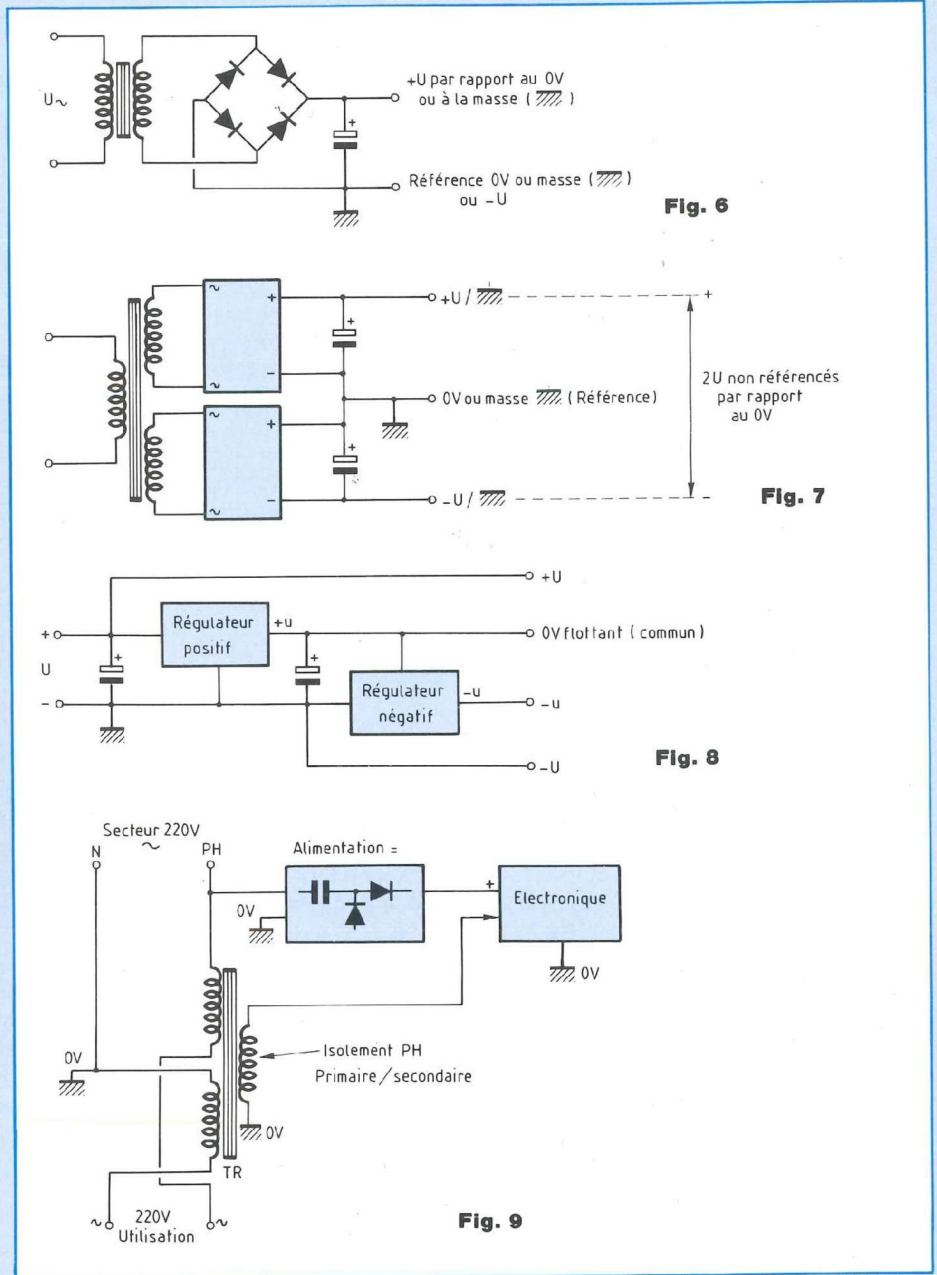 U~
+U par rapport au 0V
ou à la masse ( )
+
Référence 0V ou masse ( )
ou -U
Fig. 6
~
+
+U /
+
+
~
-
2U non référencés
par rapport
au 0V
0V ou masse (Référence)
~
+
+
~
-
-U /
-
Fig. 7
+U
+
Régulateur
positif
+u
0V flottant (commun)
U
+
+
-
Régulateur
négatif
-u
-u
-U
Fig. 8
Secteur 220V
~
N
PH
Alimentation =
0V
+
Electronique
0V
0V
Isolement PH
Primaire/secondaire
0V
TR
~
220V
~
Utilisation
Fig. 9